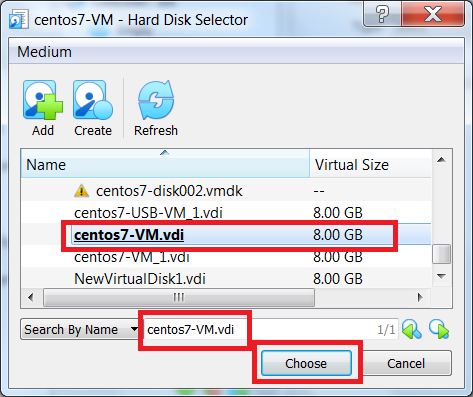 centos7-VM - Hard Disk Selector
Medium
Add Create Refresh
Name Virtual Size
centos7-disk002.vmdk --
centos7-USB-VM_1.vdi 8.00 GB
centos7-VM.vdi 8.00 GB
centos7-VM_1.vdi 8.00 GB
NewVirtualDisk1.vdi 8.00 GB
Search By Name centos7-VM.vdi 1/1
Choose Cancel